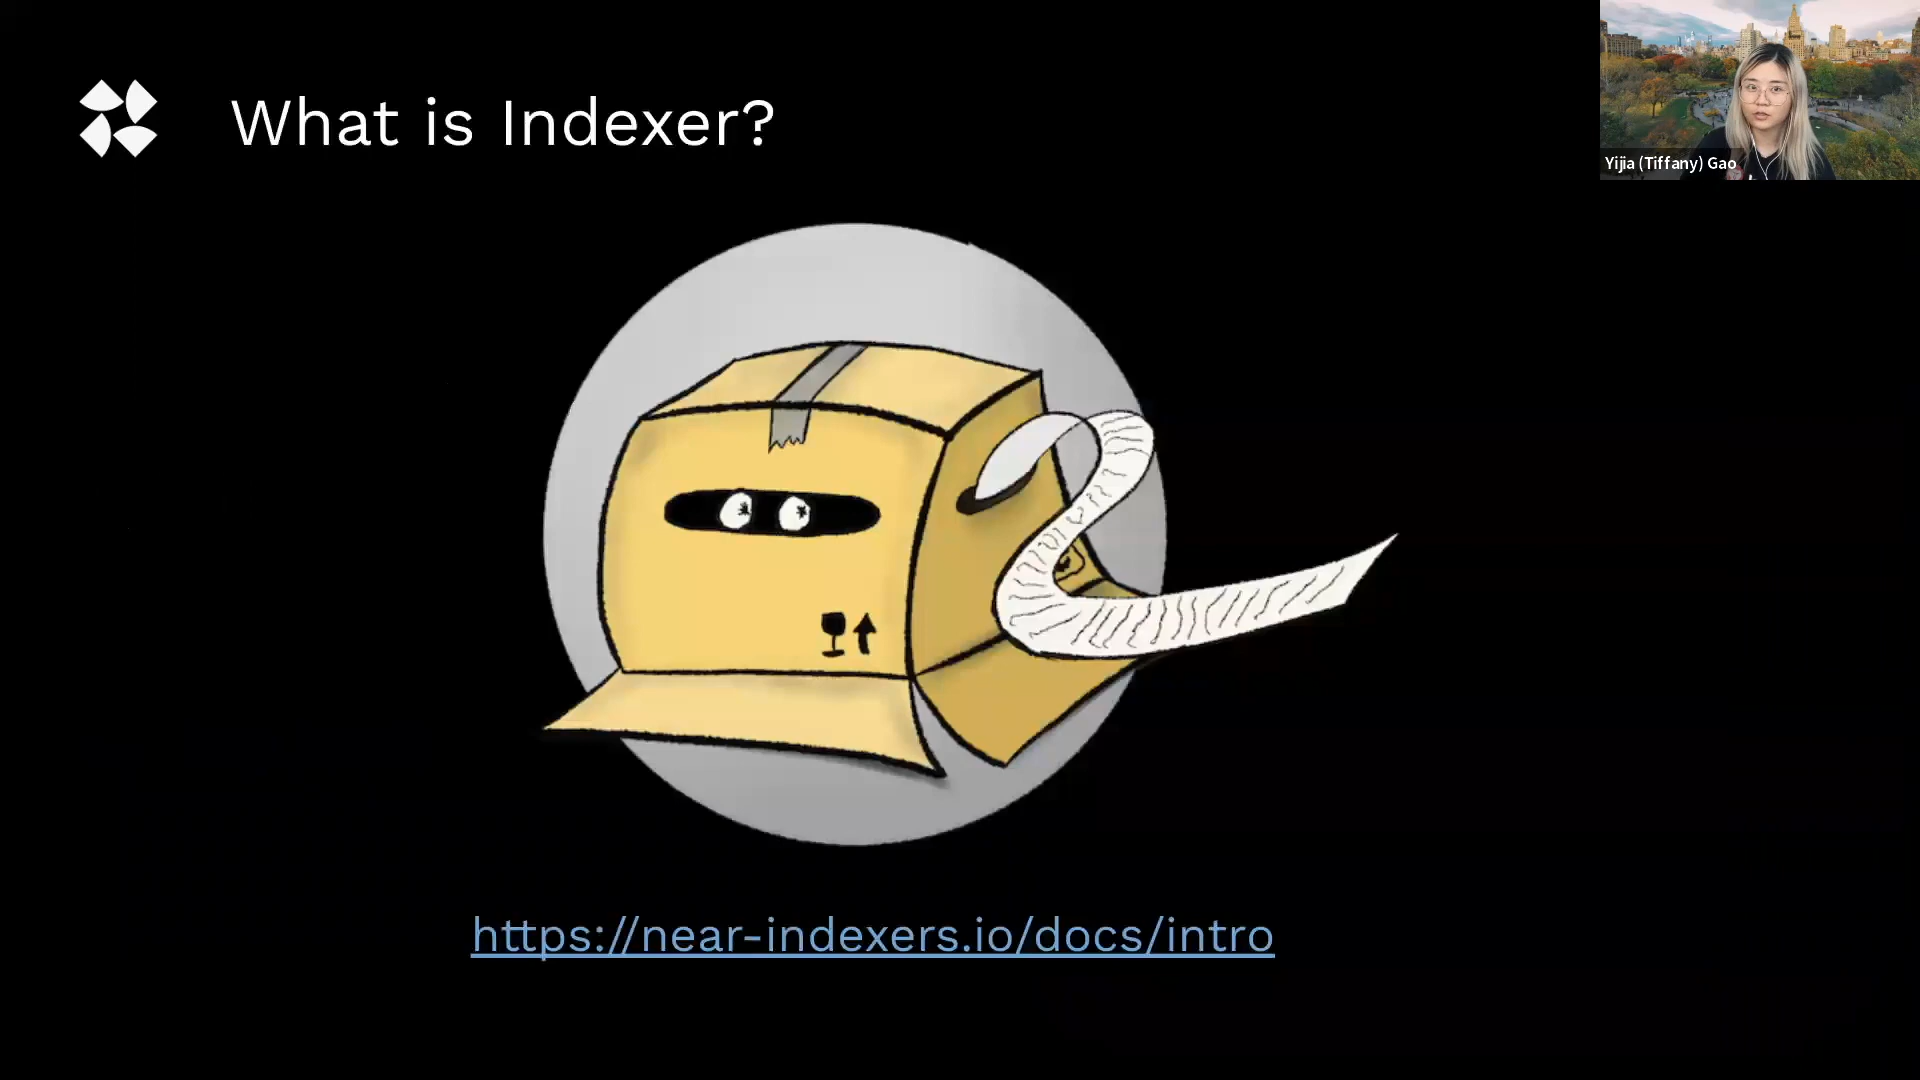 What is Indexer?
Yijia (Tiffany) Gao
https://near-indexers.io/docs/intro